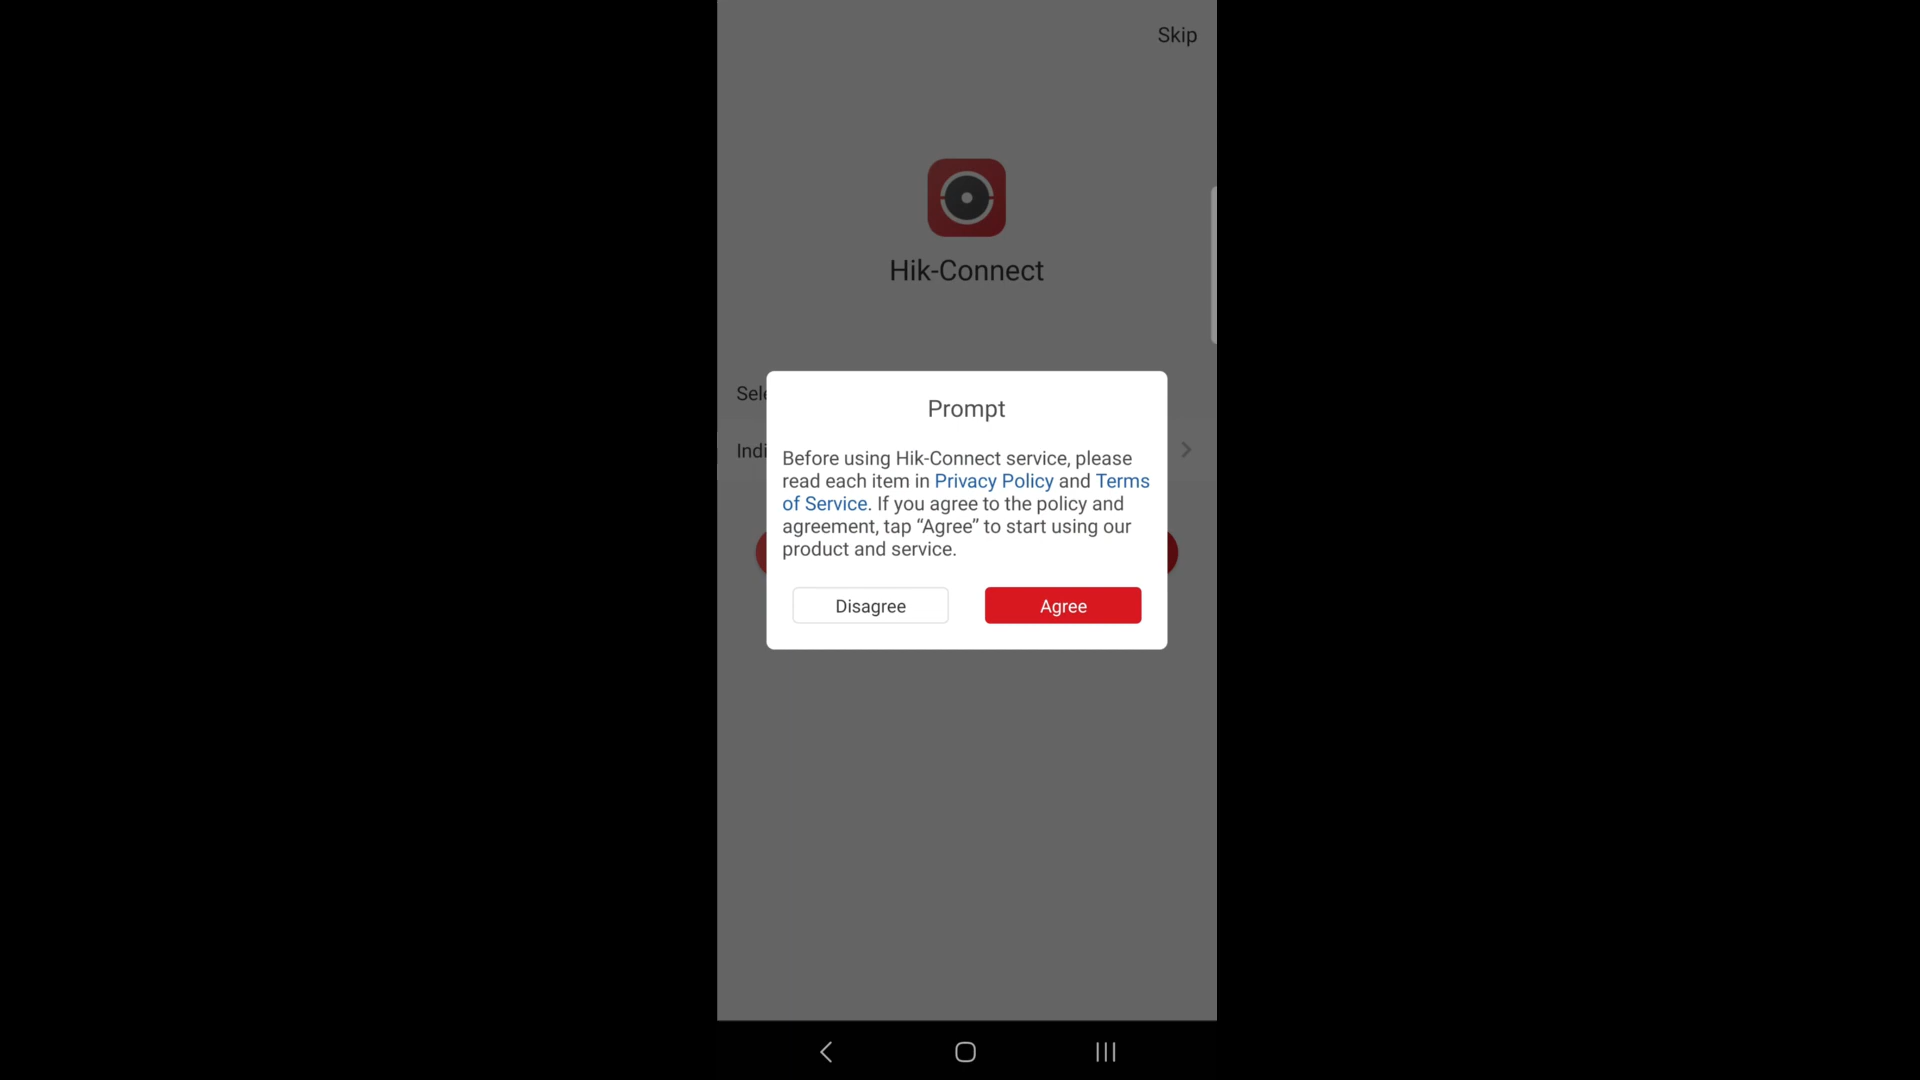 Skip
Hik-Connect
Prompt
Before using Hik-Connect service, please
read each item in Privacy Policy and Terms
of Service. If you agree to the policy and
agreement, tap “Agree” to start using our
product and service.
Disagree
Agree